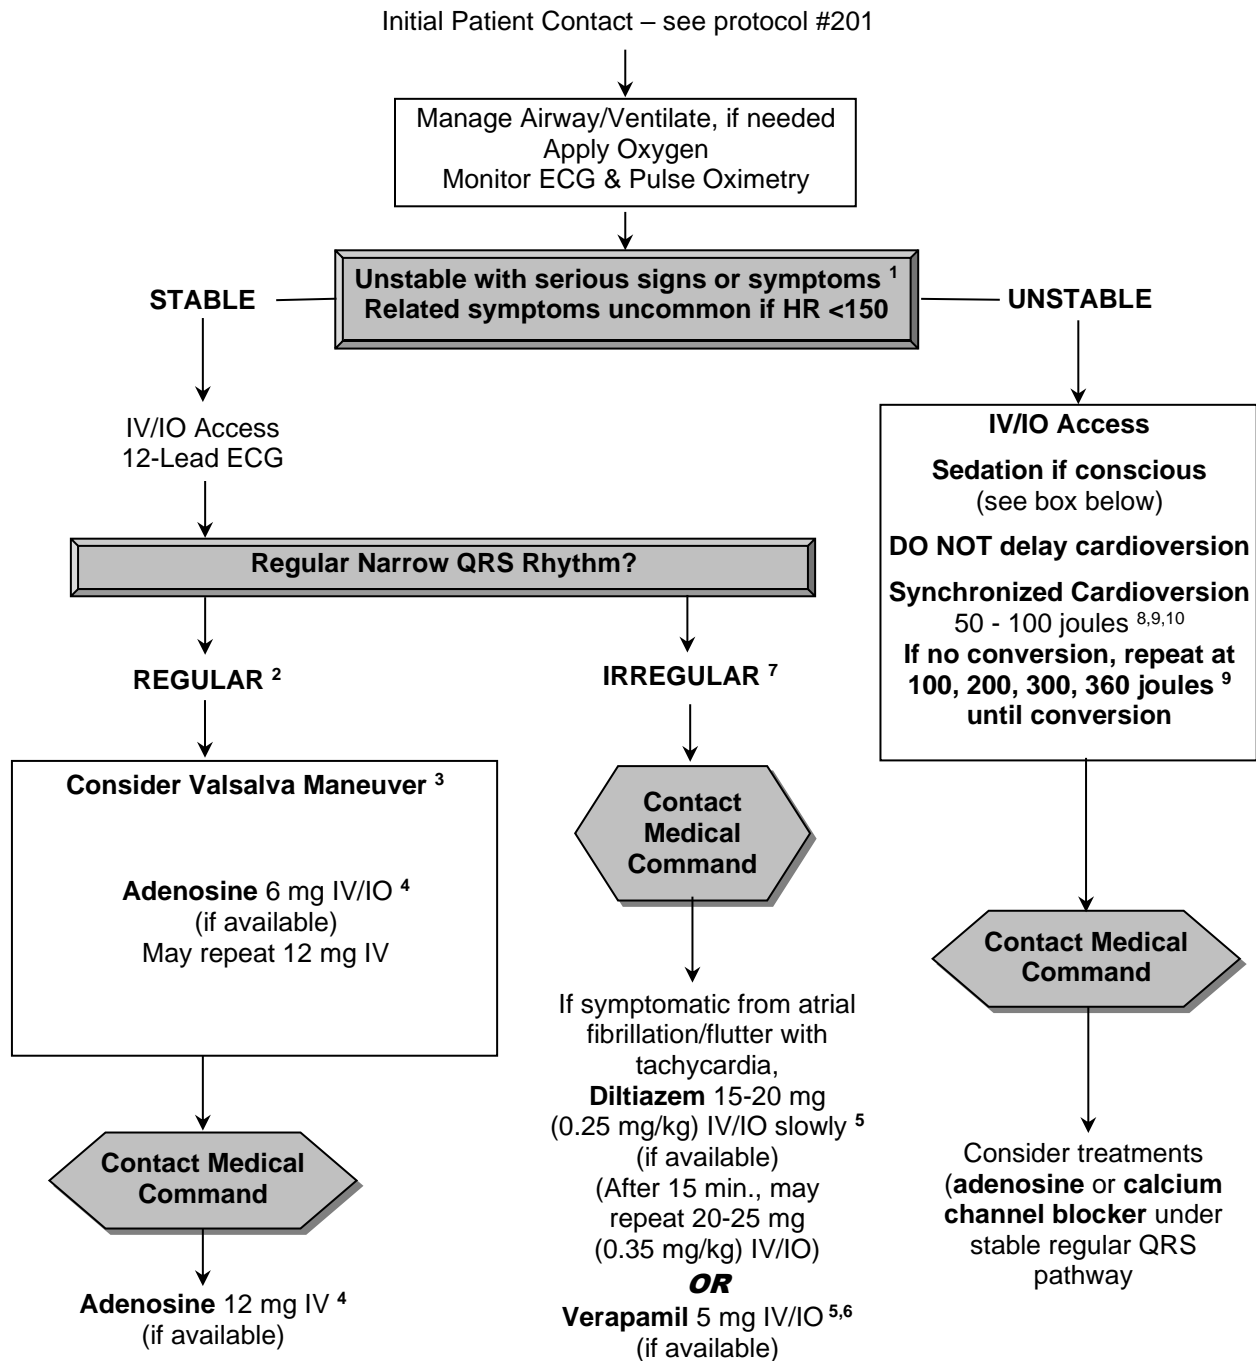 Initial Patient Contact – see protocol #201
Manage Airway/Ventilate, if needed
Apply Oxygen
Monitor ECG & Pulse Oximetry
Unstable with serious signs or symptoms 1
Related symptoms uncommon if HR <150
STABLE
UNSTABLE
IV/IO Access
12-Lead ECG
Regular Narrow QRS Rhythm?
REGULAR 2
Consider Valsalva Maneuver 3
Adenosine 6 mg IV/IO 4
(if available)
May repeat 12 mg IV
Contact Medical
Command
Adenosine 12 mg IV 4
(if available)
IRREGULAR 7
Contact
Medical
Command
If symptomatic from atrial
fibrillation/flutter with
tachycardia,
Diltiazem 15-20 mg
(0.25 mg/kg) IV/IO slowly 5
(if available)
(After 15 min., may
repeat 20-25 mg
(0.35 mg/kg) IV/IO)
OR
Verapamil 5 mg IV/IO 5,6
(if available)
IV/IO Access
Sedation if conscious
(see box below)
DO NOT delay cardioversion
Synchronized Cardioversion
50 - 100 joules 8,9,10
If no conversion, repeat at
100, 200, 300, 360 joules 9
until conversion
Contact Medical
Command
Consider treatments
(adenosine or calcium
channel blocker under
stable regular QRS
pathway